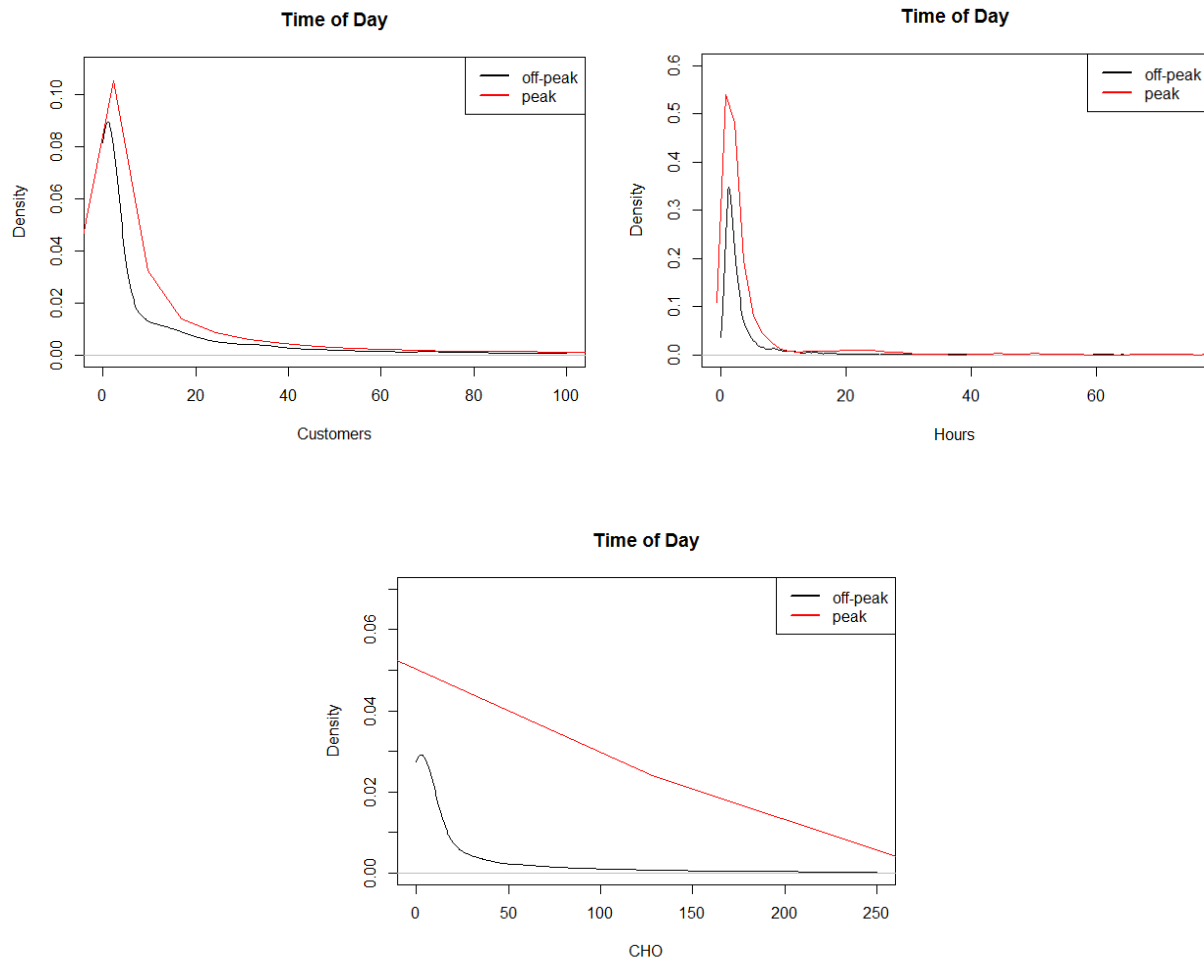 Time of Day
off-peak
peak
Density
0.00 0.02 0.04 0.06 0.08 0.10
0 20 40 60 80 100
Customers
Time of Day
off-peak
peak
Density
0.0 0.1 0.2 0.3 0.4 0.5 0.6
0 20 40 60
Hours
Time of Day
off-peak
peak
Density
0.00 0.02 0.04 0.06
0 50 100 150 200 250
CHO